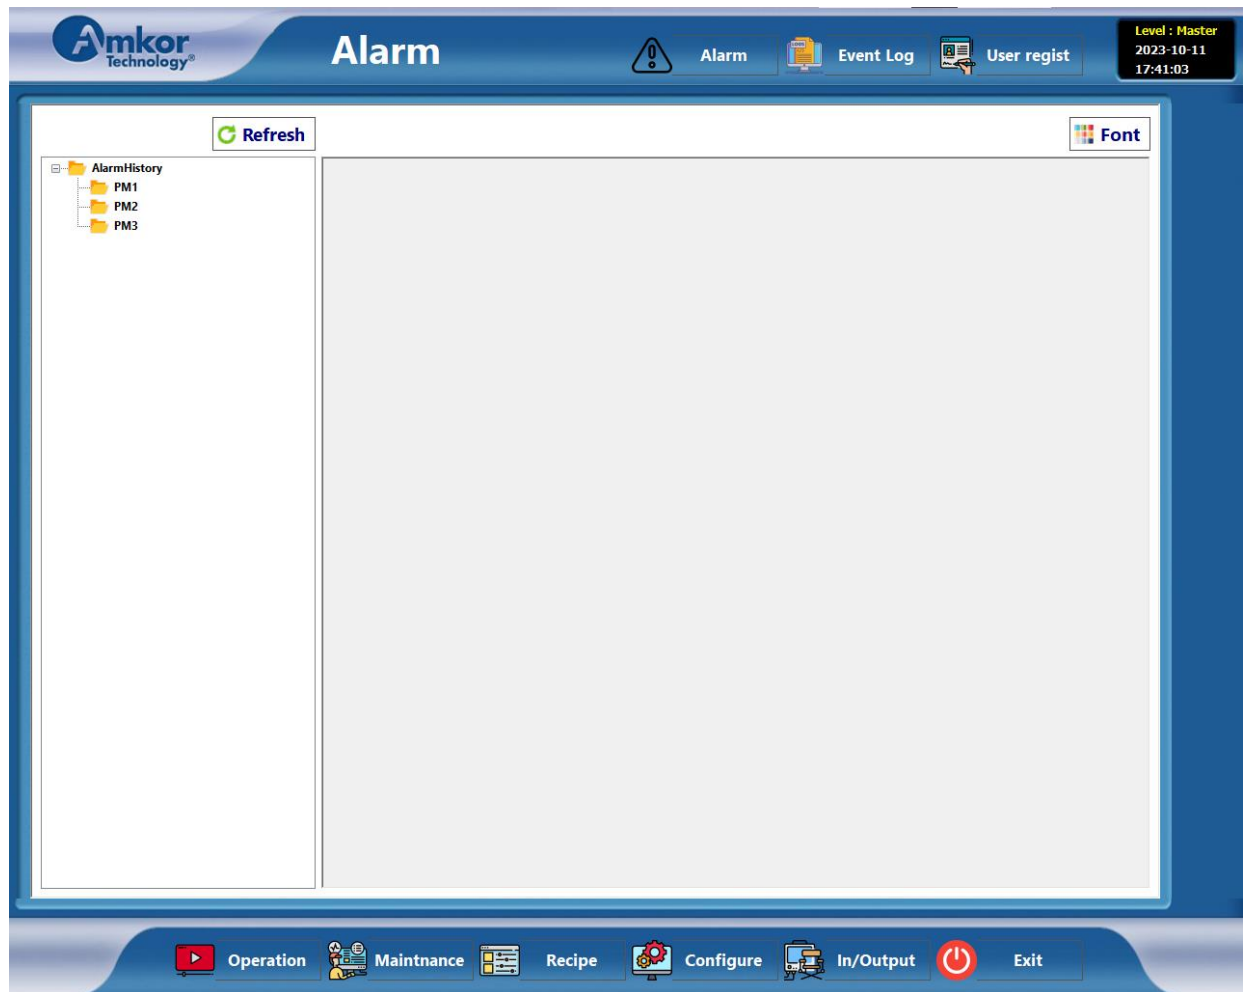 Amkor
Technology®
Alarm
Alarm
Event Log
User regist
Level : Master
2023-10-11
17:41:03
Refresh
Font
AlarmHistory
PM1
PM2
PM3
Operation
Maintnance
Recipe
Configure
In/Output
Exit